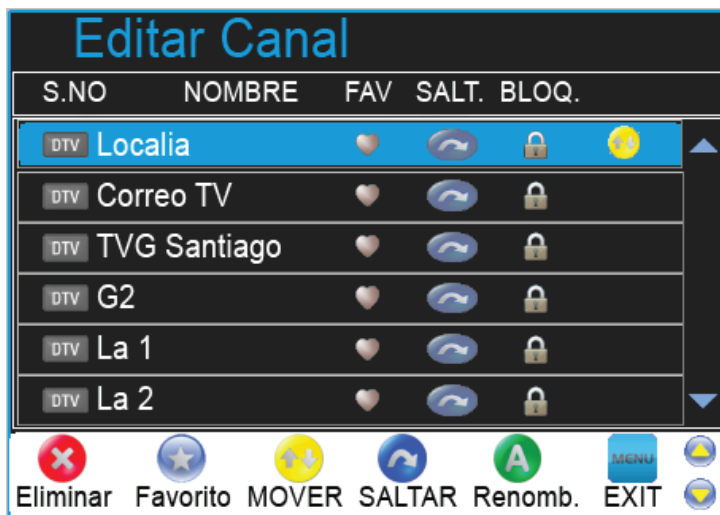 Editar Canal
S.NO NOMBRE FAV SALT. BLOQ.
DTV Localia
DTV Correo TV
DTV TVG Santiago
DTV G2
DTV La 1
DTV La 2
A MENU
Eliminar Favorito MOVER SALTAR Renomb. EXIT